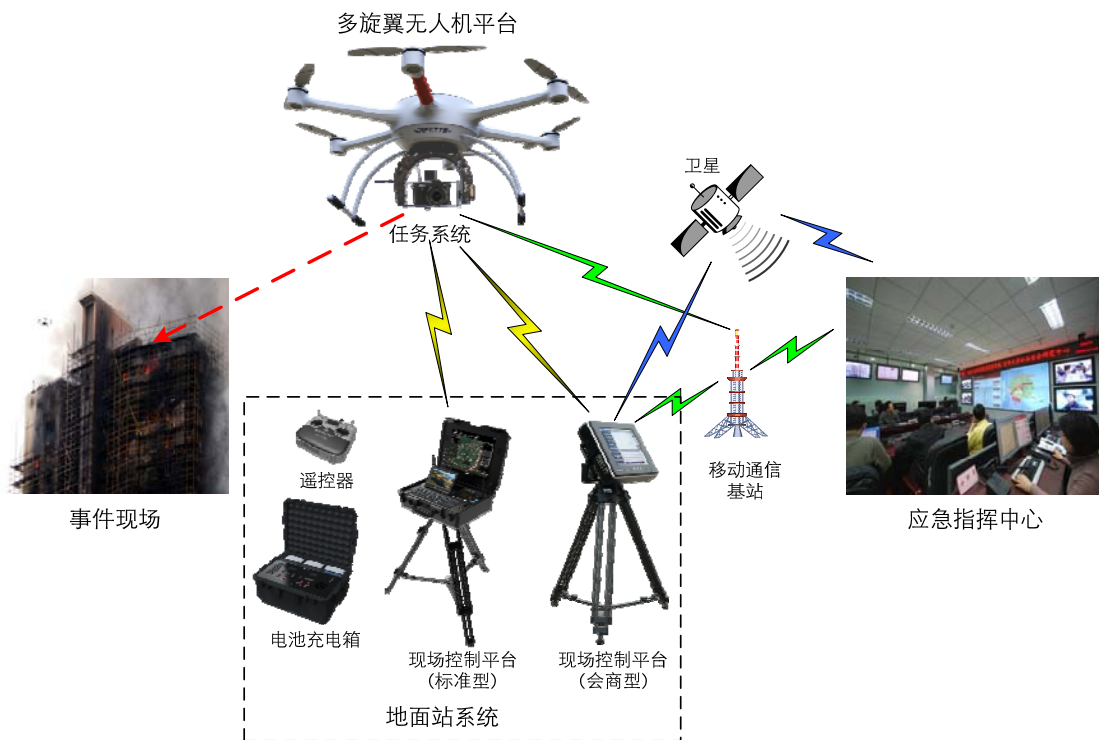 多旋翼无人机平台
卫星
任务系统
遥控器
移动通信
基站
事件现场
应急指挥中心
电池充电箱
现场控制平台
（标准型）
现场控制平台
（会商型）
地面站系统